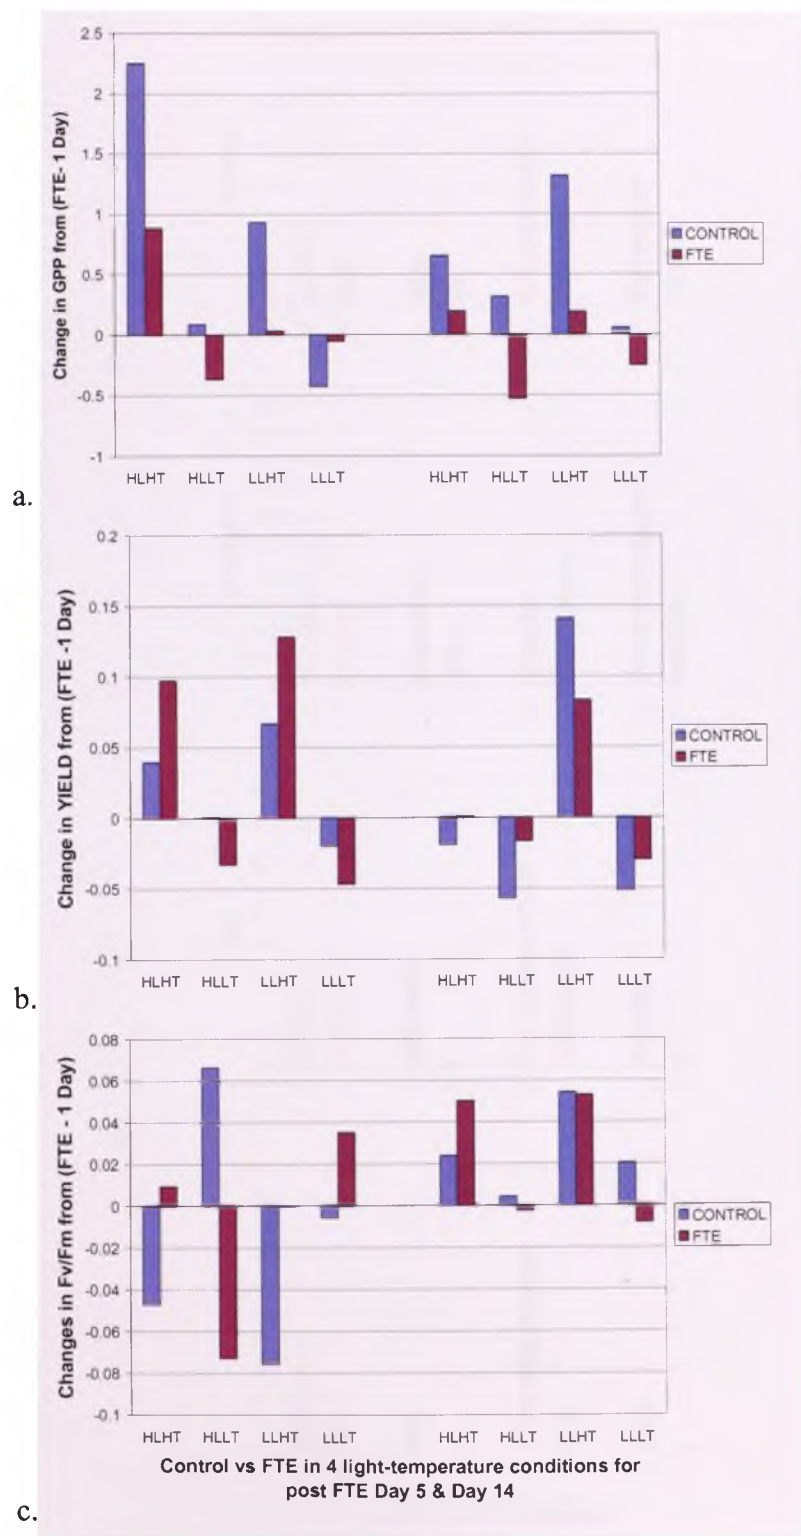 2.5
2
1.5
1
0.5
0
-0.5
-1
Change in GPP from (FTE- 1 Day)
HLHT HLLT LLHT LLLT HLHT HLLT LLHT LLLT
CONTROL
FTE
a.
0.2
0.15
0.1
0.05
0
-0.05
-0.1
Change in YIELD from (FTE -1 Day)
HLHT HLLT LLHT LLLT HLHT HLLT LLHT LLLT
CONTROL
FTE
b.
0.08
0.06
0.04
0.02
0
-0.02
-0.04
-0.06
-0.08
-0.1
Changes in Fv/Fm from (FTE - 1 Day)
HLHT HLLT LLHT LLLT HLHT HLLT LLHT LLLT
CONTROL
FTE
Control vs FTE in 4 light-temperature conditions for
post FTE Day 5 & Day 14
c.